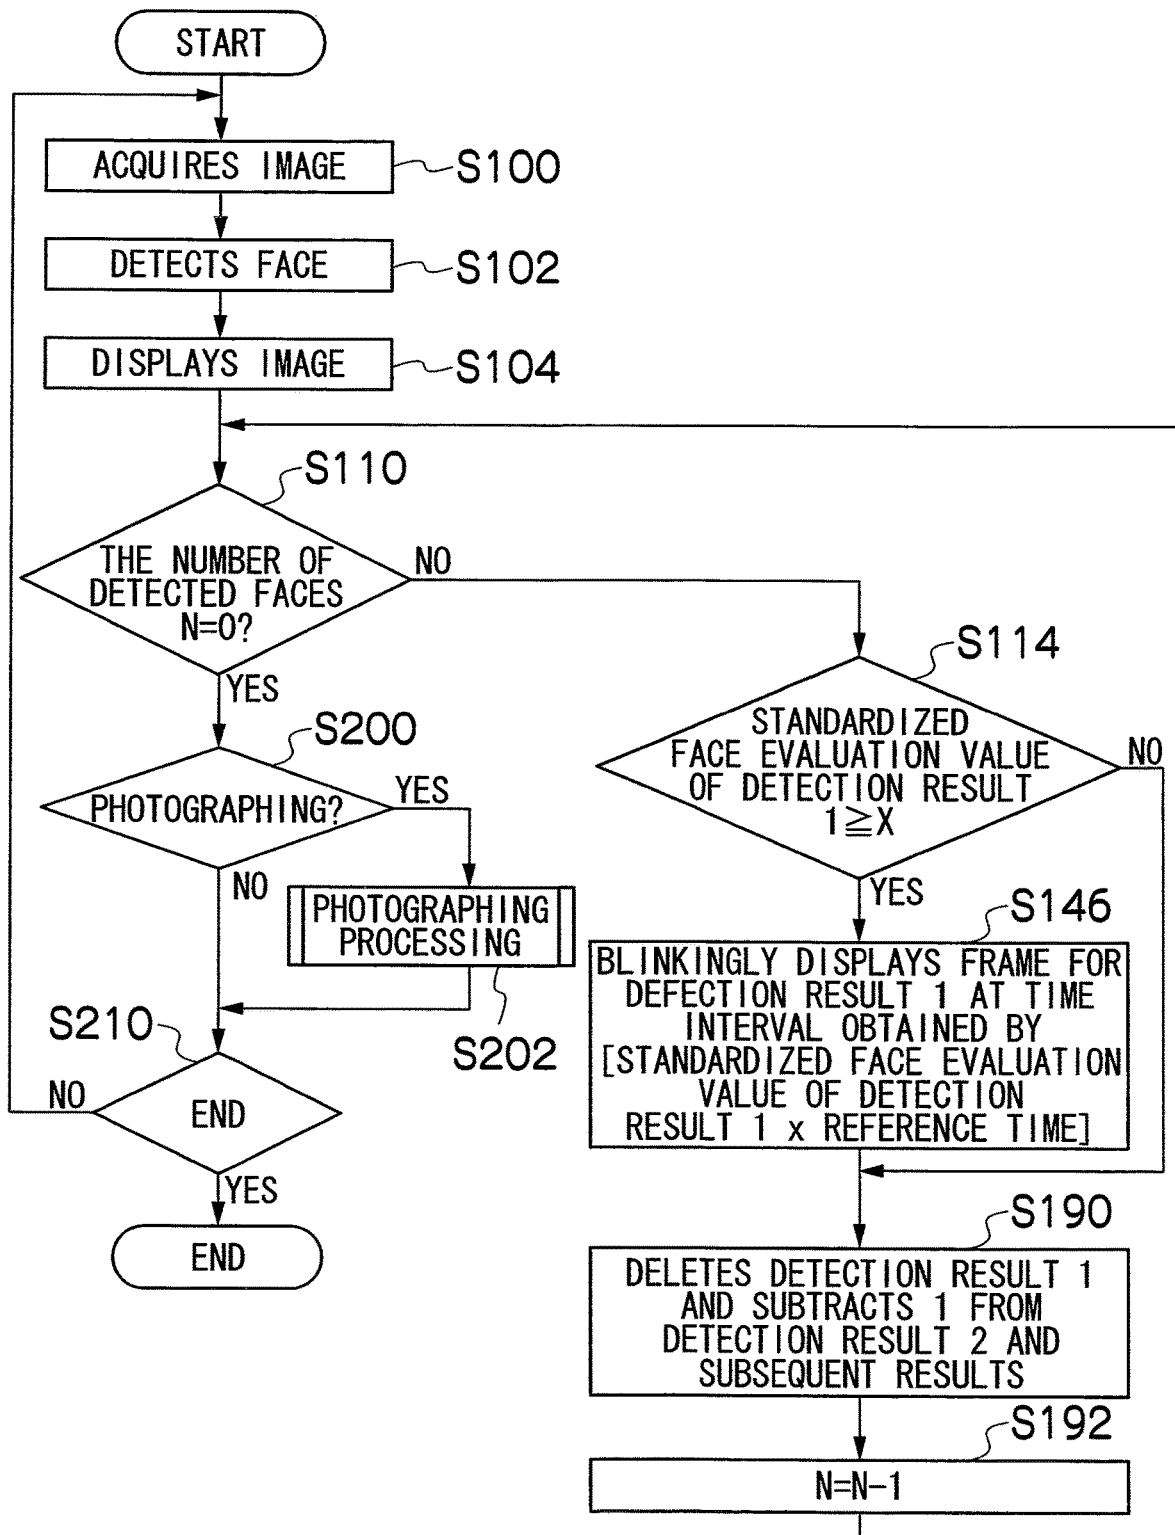 START
ACQUIRES IMAGE
S100
DETECTS FACE
S102
DISPLAYS IMAGE
S104
S110
THE NUMBER OF
DETECTED FACES
N=0?
NO
YES
S114
STANDARDIZED
FACE EVALUATION VALUE
OF DETECTION RESULT
1≧X
NO
YES
S200
PHOTOGRAPHING?
YES
NO
PHOTOGRAPHING
PROCESSING
S202
S146
BLINKINGLY DISPLAYS FRAME FOR
DEFECTION RESULT 1 AT TIME
INTERVAL OBTAINED BY
[STANDARDIZED FACE EVALUATION
VALUE OF DETECTION
RESULT 1 x REFERENCE TIME]
S210
NO
END
YES
END
S190
DELETES DETECTION RESULT 1
AND SUBTRACTS 1 FROM
DETECTION RESULT 2 AND
SUBSEQUENT RESULTS
S192
N=N-1